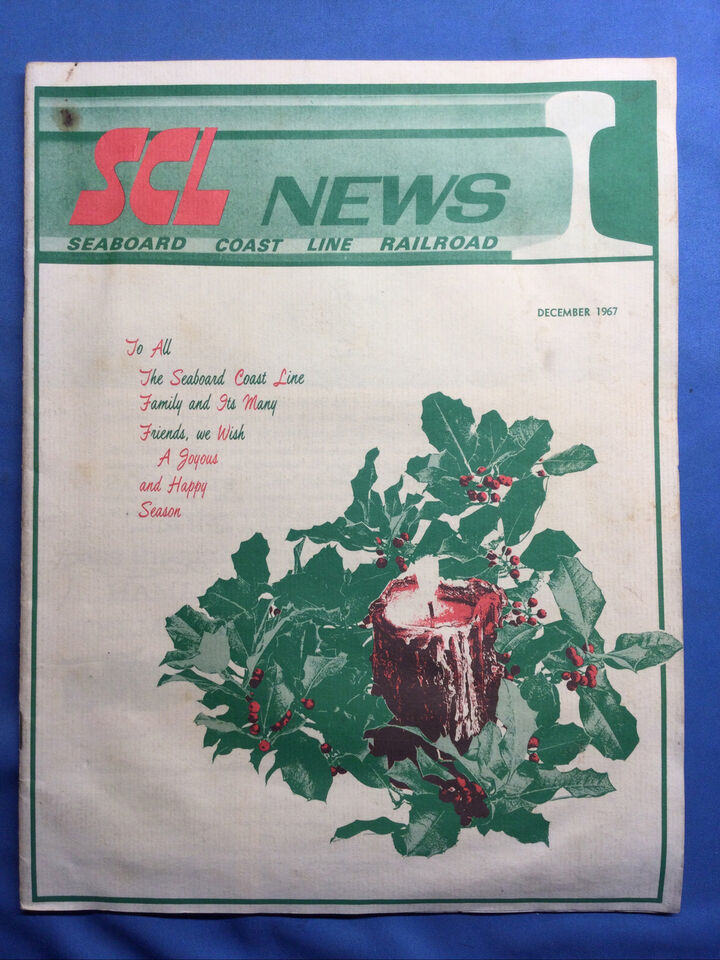 SCL NEWS
SEABOARD COAST LINE RAILROAD
DECEMBER 1967
To All
The Seaboard Coast Line
Family and Its Many
Friends, we Wish
A Joyous
and Happy
Season